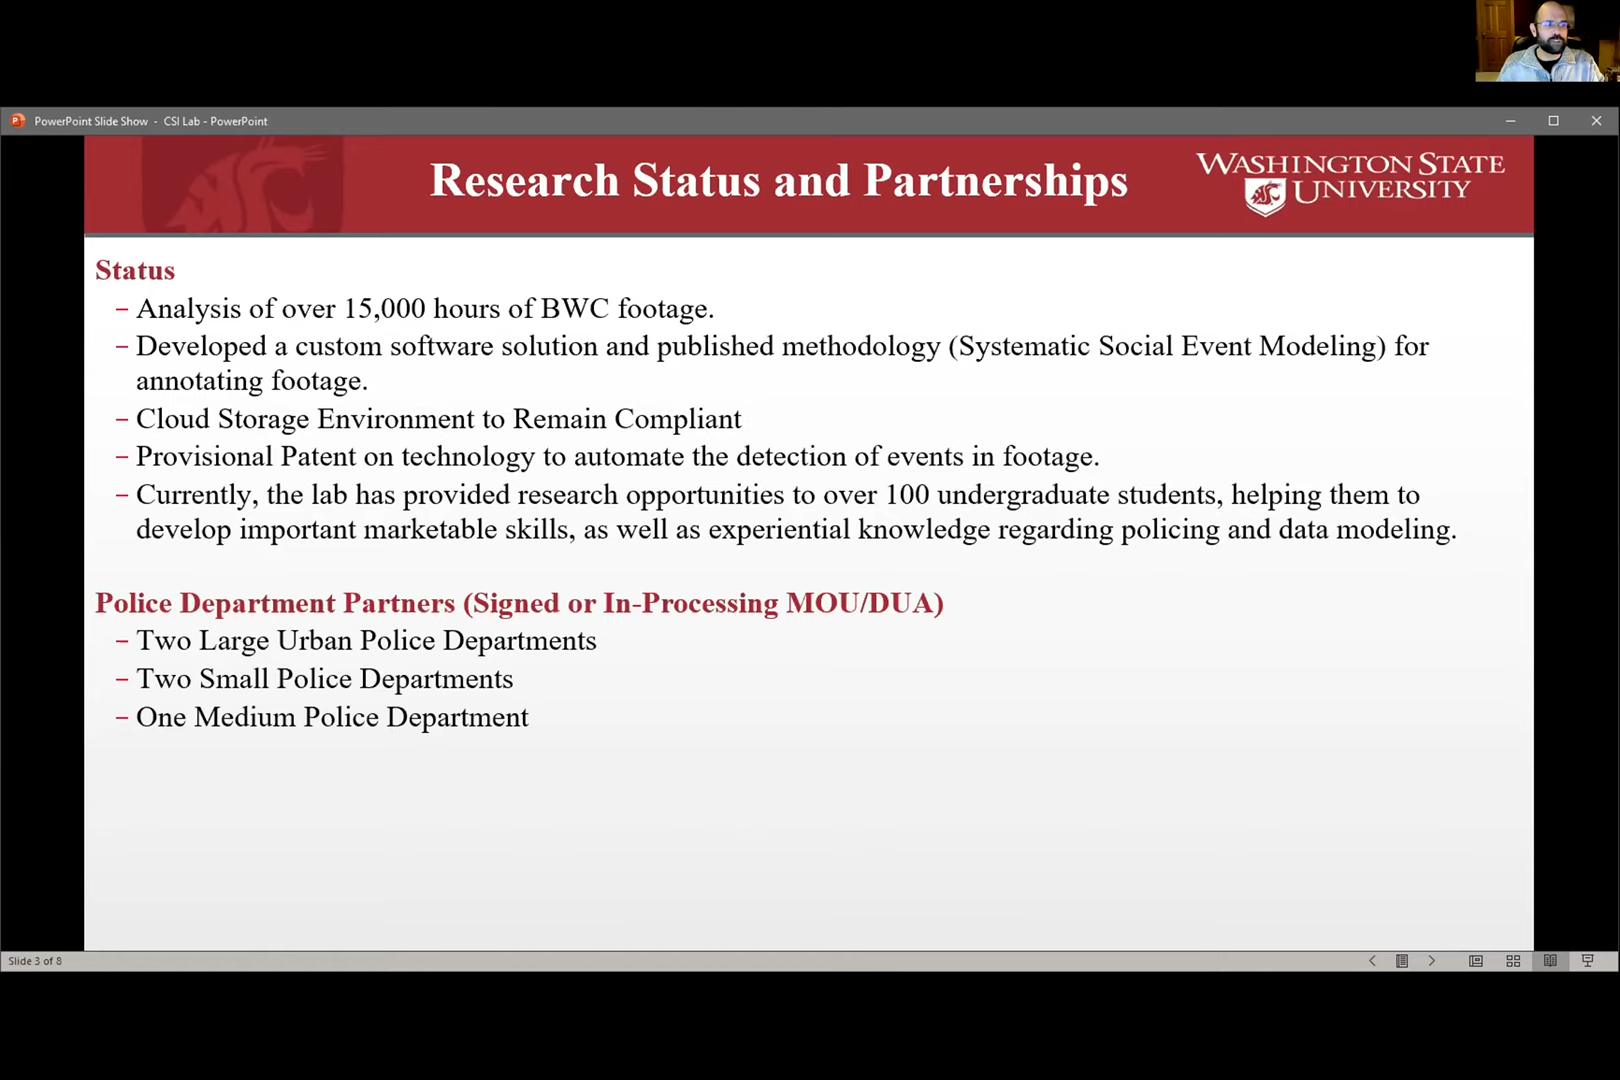 PowerPoint Slide Show - CSI Lab - PowerPoint
Research Status and Partnerships
WASHINGTON STATE
UNIVERSITY
Status
– Analysis of over 15,000 hours of BWC footage.
– Developed a custom software solution and published methodology (Systematic Social Event Modeling) for
annotating footage.
– Cloud Storage Environment to Remain Compliant
– Provisional Patent on technology to automate the detection of events in footage.
– Currently, the lab has provided research opportunities to over 100 undergraduate students, helping them to
develop important marketable skills, as well as experiential knowledge regarding policing and data modeling.
Police Department Partners (Signed or In-Processing MOU/DUA)
– Two Large Urban Police Departments
– Two Small Police Departments
– One Medium Police Department
Slide 3 of 8